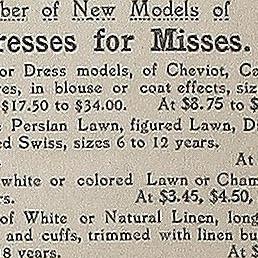 ber of New Models of
resses for Misses.
or Dress models, of Cheviot, Ca
res, in blouse or coat effects, siz
$17.50 to $34.00. At $8.75 to $
e Persian Lawn, figured Lawn, D
ed Swiss, sizes 6 to 12 years.
At
white or colored Lawn or Cham
rs. At $3.45, $4.50,
of White or Natural Linen, long
and cuffs, trimmed with linen bu
8 years. At $